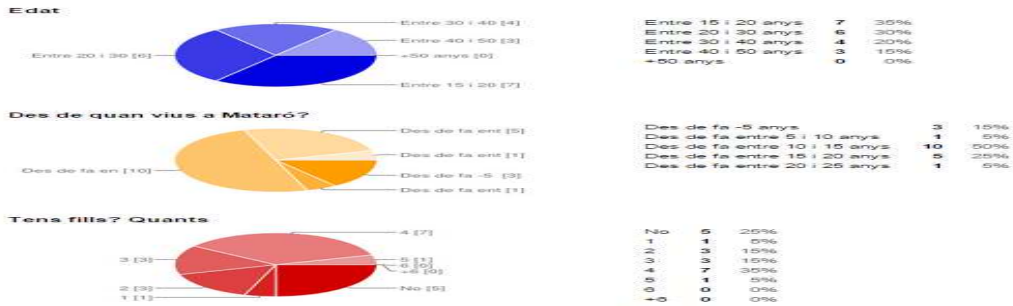 Edat
Entre 30 i 40 [4]
Entre 40 i 50 [3]
Entre 20 i 30 [6]
+50 anys [0]
Entre 15 i 20 [7]
Entre 15 i 20 anys 7 35%
Entre 20 i 30 anys 6 30%
Entre 30 i 40 anys 4 20%
Entre 40 i 50 anys 3 15%
+50 anys 0 0%
Des de quan vius a Mataró?
Des de fa ent [5]
Des de fa ent [1]
Des de fa en [10]
Des de fa -5 [3]
Des de fa ent [1]
Des de fa -5 anys 3 15%
Des de fa entre 5 i 10 anys 1 5%
Des de fa entre 10 i 15 anys 10 50%
Des de fa entre 15 i 20 anys 5 25%
Des de fa entre 20 i 25 anys 1 5%
Tens fills? Quants
4 [7]
3 [3]
5 [1]
6 [0]
+6 [0]
2 [3]
No [5]
1 [1]
No 5 25%
1 1 5%
2 3 15%
3 3 15%
4 7 35%
5 1 5%
6 0 0%
+6 0 0%